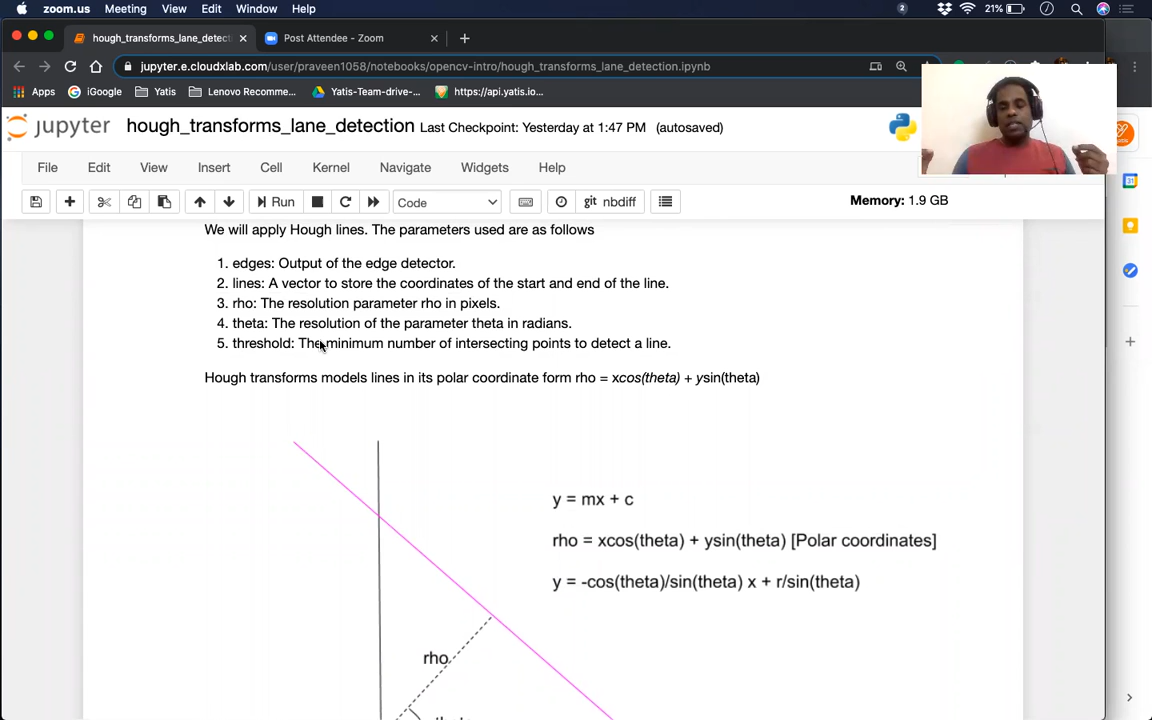 zoom.us Meeting View Edit Window Help
2 21%
hough_transforms_lane_detect
Post Attendee - Zoom
jupyter.e.cloudxlab.com/user/praveen1058/notebooks/opencv-intro/hough_transforms_lane_detection.ipynb
Apps iGoogle Yatis Lenovo Recomme... Yatis-Team-drive-... https://api.yatis.io...
jupyter hough_transforms_lane_detection Last Checkpoint: Yesterday at 1:47 PM (autosaved)
File Edit View Insert Cell Kernel Navigate Widgets Help
Run Code git nbdiff Memory: 1.9 GB
We will apply Hough lines. The parameters used are as follows
1. edges: Output of the edge detector.
2. lines: A vector to store the coordinates of the start and end of the line.
3. rho: The resolution parameter rho in pixels.
4. theta: The resolution of the parameter theta in radians.
5. threshold: The minimum number of intersecting points to detect a line.
Hough transforms models lines in its polar coordinate form rho = xcos(theta) + ysin(theta)
y = mx + c
rho = xcos(theta) + ysin(theta) [Polar coordinates]
y = -cos(theta)/sin(theta) x + r/sin(theta)
rho